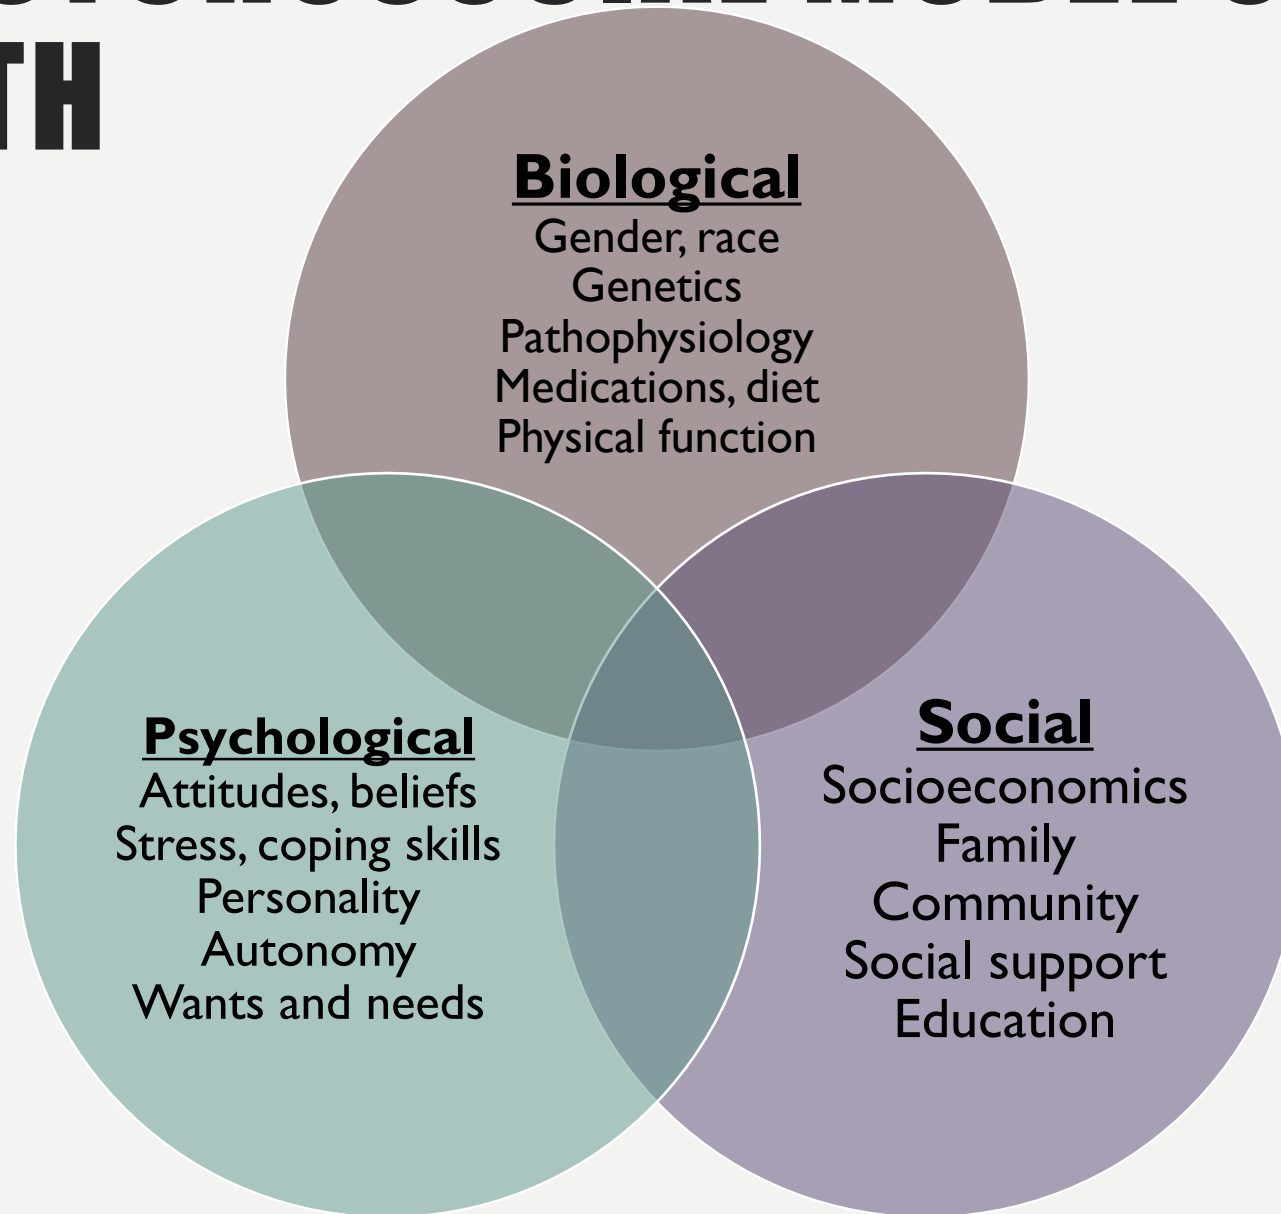 TH
Biological
Gender, race
Genetics
Pathophysiology
Medications, diet
Physical function
Psychological
Attitudes, beliefs
Stress, coping skills
Personality
Autonomy
Wants and needs
Social
Socioeconomics
Family
Community
Social support
Education